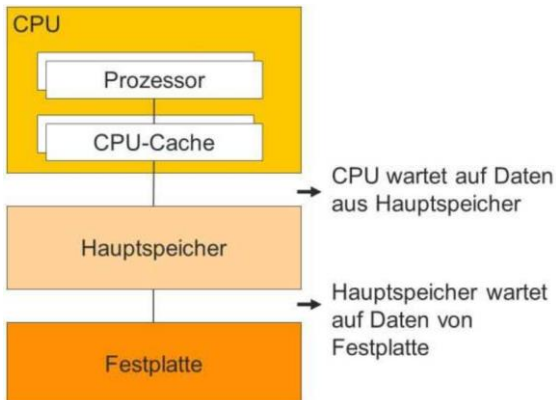 CPU
Prozessor
CPU-Cache
CPU wartet auf Daten
aus Hauptspeicher
Hauptspeicher
Hauptspeicher wartet
auf Daten von
Festplatte
Festplatte